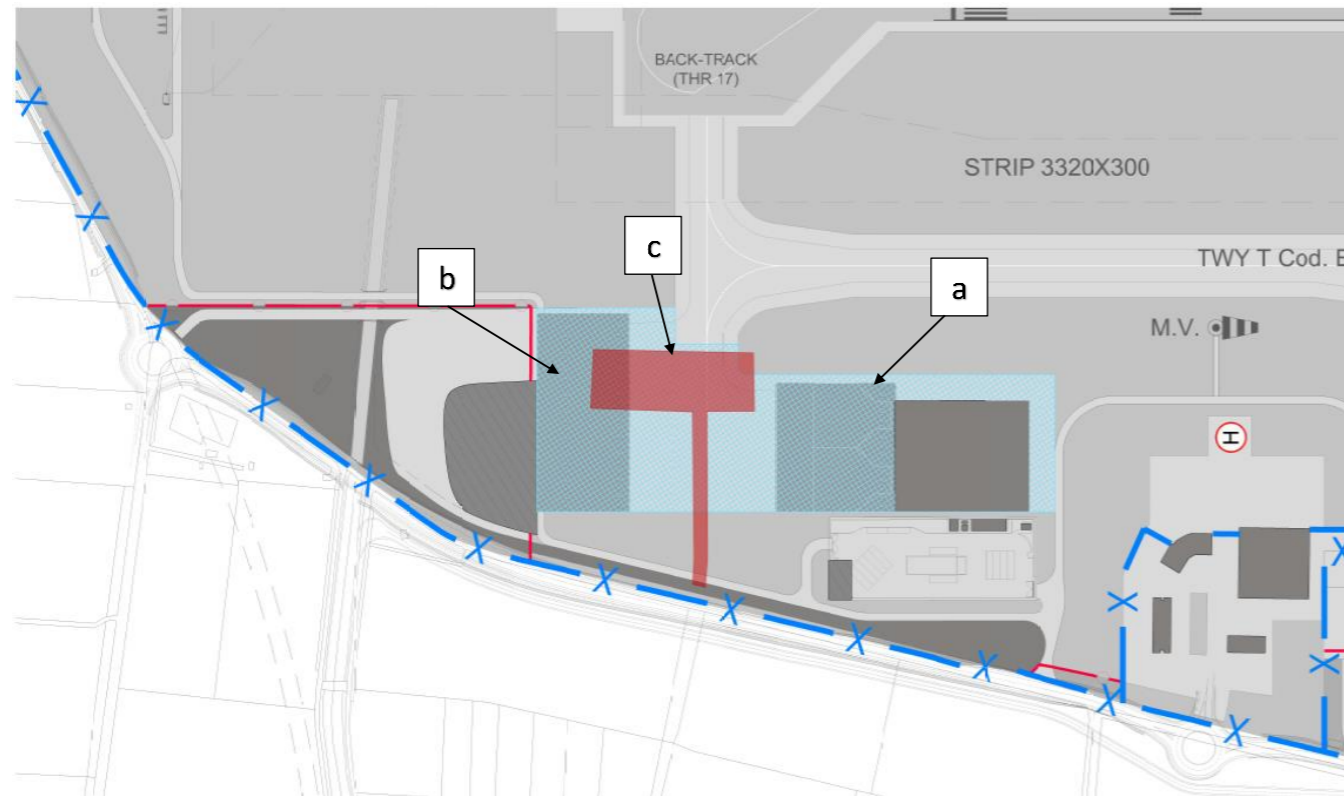 BACK-TRACK
(THR 17)
STRIP 3320X300
c
b
a
TWY T Cod. E
M.V.
H